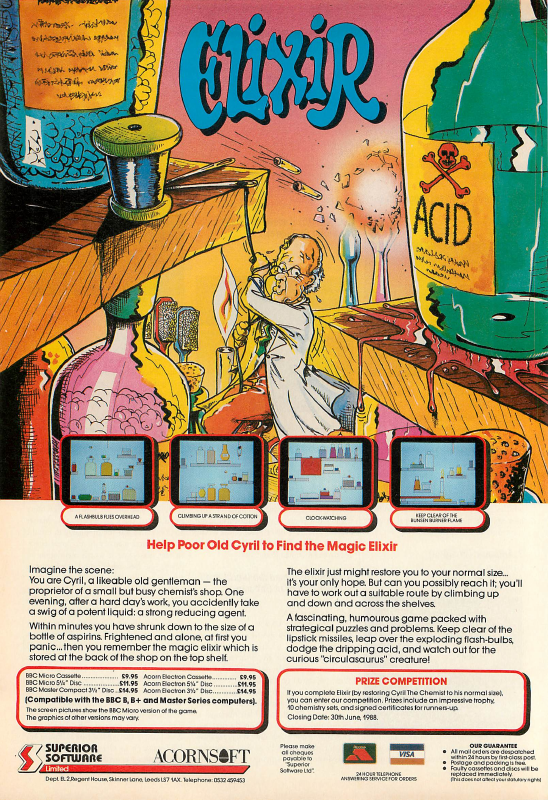 ELIXIR
ACID
A FLASHBULB FLIES OVERHEAD
CLIMBING UP A STRAND OF COTTON
CLOCK-WATCHING
KEEP CLEAR OF THE
BUNSEN BURNER FLAME
Help Poor Old Cyril to Find the Magic Elixir
Imagine the scene:
You are Cyril, a likeable old gentleman — the
proprietor of a small but busy chemist's shop. One
evening, after a hard day's work, you accidently take
a swig of a potent liquid: a strong reducing agent.
Within minutes you have shrunk down to the size of a
bottle of aspirins. Frightened and alone, at first you
panic...then you remember the magic elixir which is
stored at the back of the shop on the top shelf.
The elixir just might restore you to your normal size...
it's your only hope. But can you possibly reach it; you'll
have to work out a suitable route by climbing up
and down and across the shelves.
A fascinating, humourous game packed with
strategical puzzles and problems. Keep clear of the
lipstick missiles, leap over the exploding flash-bulbs,
dodge the dripping acid, and watch out for the
curious "circulasaurus" creature!
BBC Micro Cassette................ £9.95 Acorn Electron Cassette......... £9.95
BBC Micro 5¼" Disc...............£11.95 Acorn Electron 5¼" Disc.......£11.95
BBC Master Compact 3½" Disc...£14.95 Acorn Electron 3½" Disc.......£14.95
(Compatible with the BBC B, B+ and Master Series computers).
The screen pictures show the BBC Micro version of the game.
The graphics of other versions may vary.
PRIZE COMPETITION
If you complete Elixir (by restoring Cyril The Chemist to his normal size),
you can enter our competition. Prizes include an impressive trophy,
10 chemistry sets, and signed certificates for runners-up.
Closing Date: 30th June, 1988.
SUPERIOR
SOFTWARE
Limited
ACORNSOFT
Dept. EL2, Regent House, Skinner Lane, Leeds LS7 1AX. Telephone: 0532 459453
Please make
all cheques
payable to
"Superior
Software Ltd".
VISA
24 HOUR TELEPHONE
ANSWERING SERVICE FOR ORDERS
OUR GUARANTEE
● All mail orders are despatched
within 24 hours by first-class post.
● Postage and packing is free.
● Faulty cassettes and discs will be
replaced immediately.
(This does not affect your statutory rights)